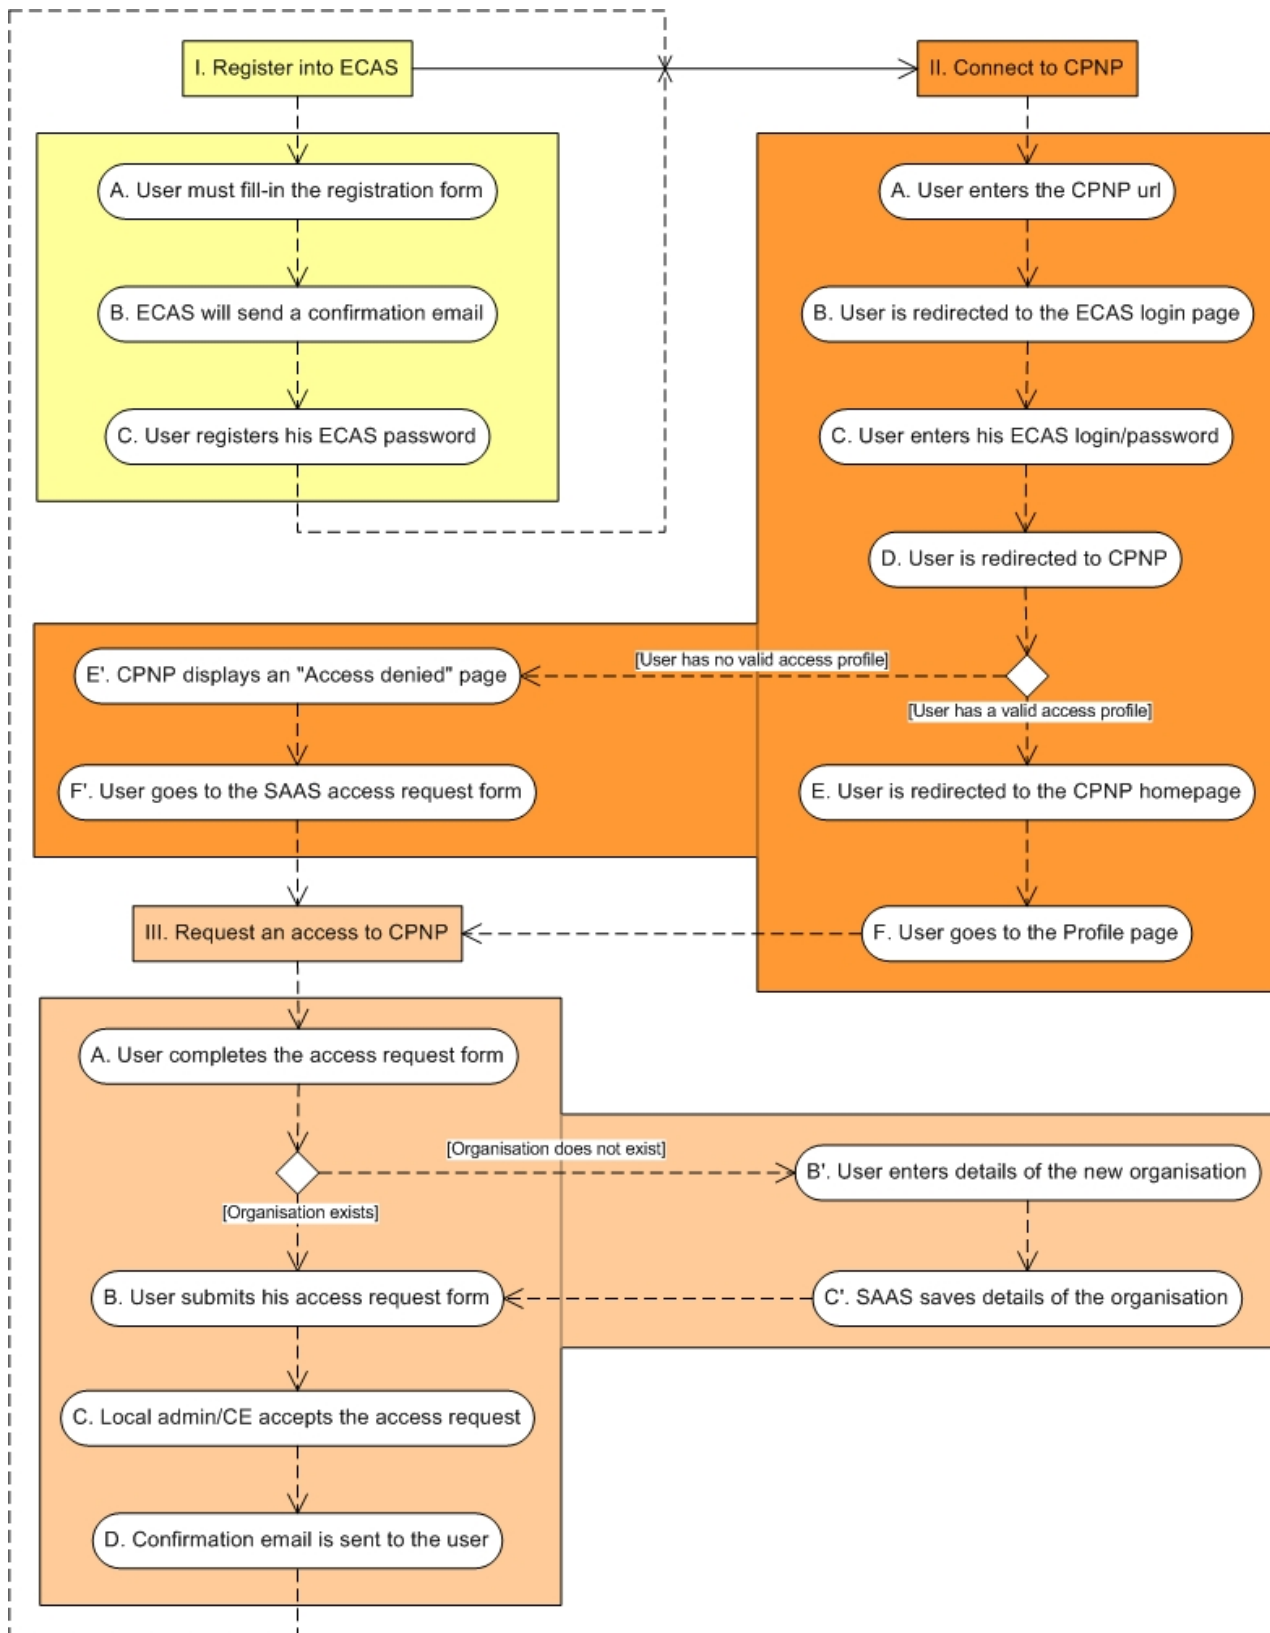 I. Register into ECAS
II. Connect to CPNP
A. User must fill-in the registration form
A. User enters the CPNP url
B. ECAS will send a confirmation email
B. User is redirected to the ECAS login page
C. User registers his ECAS password
C. User enters his ECAS login/password
D. User is redirected to CPNP
[User has no valid access profile]
E'. CPNP displays an "Access denied" page
[User has a valid access profile]
F'. User goes to the SAAS access request form
E. User is redirected to the CPNP homepage
III. Request an access to CPNP
F. User goes to the Profile page
A. User completes the access request form
[Organisation does not exist]
B'. User enters details of the new organisation
[Organisation exists]
B. User submits his access request form
C'. SAAS saves details of the organisation
C. Local admin/CE accepts the access request
D. Confirmation email is sent to the user